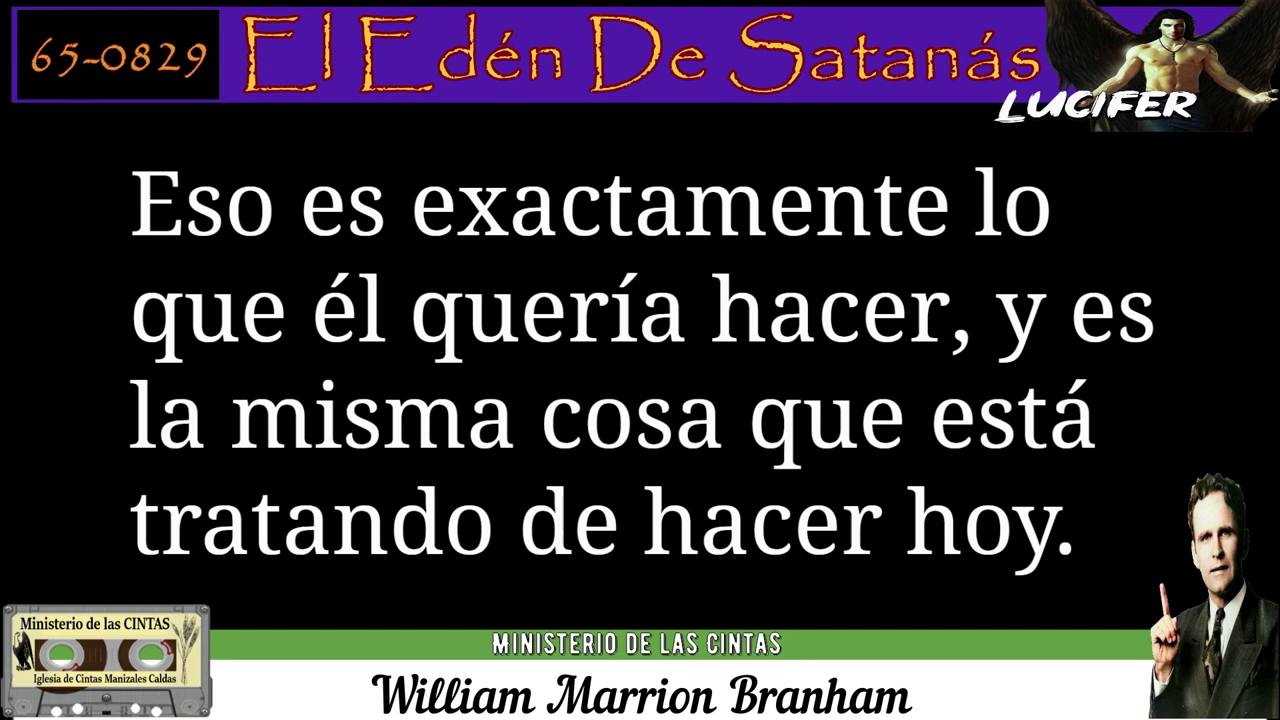 65-0829
El Edén De Satanás
LUCIFER
Eso es exactamente lo
que él quería hacer, y es
la misma cosa que está
tratando de hacer hoy.
Ministerio de las CINTAS
Iglesia de Cintas Manizales Caldas
MINISTERIO DE LAS CINTAS
William Marrion Branham